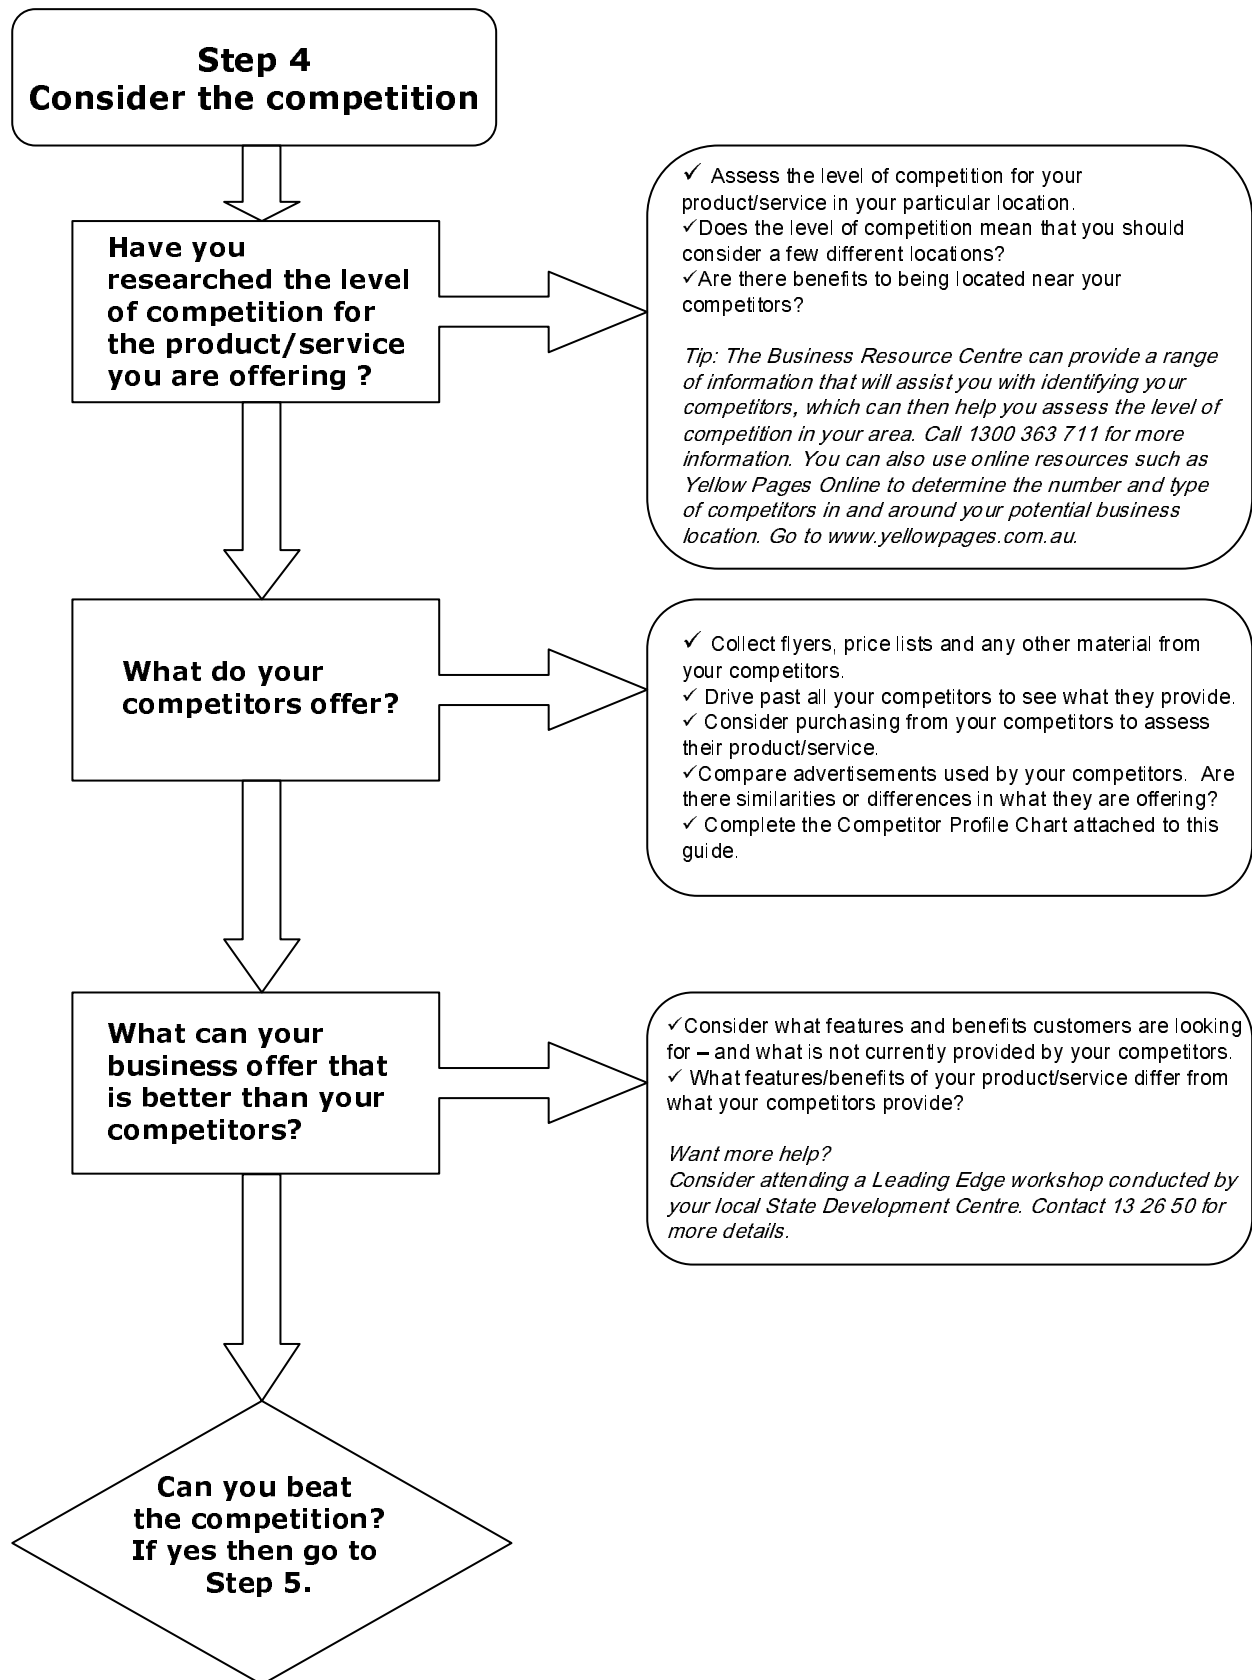 Step 4
Consider the competition
Have you
researched the level
of competition for
the product/service
you are offering ?
✓ Assess the level of competition for your
product/service in your particular location.
✓Does the level of competition mean that you should
consider a few different locations?
✓Are there benefits to being located near your
competitors?
Tip: The Business Resource Centre can provide a range
of information that will assist you with identifying your
competitors, which can then help you assess the level of
competition in your area. Call 1300 363 711 for more
information. You can also use online resources such as
Yellow Pages Online to determine the number and type
of competitors in and around your potential business
location. Go to www.yellowpages.com.au.
What do your
competitors offer?
✓ Collect flyers, price lists and any other material from
your competitors.
✓ Drive past all your competitors to see what they provide.
✓ Consider purchasing from your competitors to assess
their product/service.
✓Compare advertisements used by your competitors.  Are
there similarities or differences in what they are offering?
✓ Complete the Competitor Profile Chart attached to this
guide.
What can your
business offer that
is better than your
competitors?
✓Consider what features and benefits customers are looking
for – and what is not currently provided by your competitors.
✓ What features/benefits of your product/service differ from
what your competitors provide?
Want more help?
Consider attending a Leading Edge workshop conducted by
your local State Development Centre. Contact 13 26 50 for
more details.
Can you beat
the competition?
If yes then go to
Step 5.